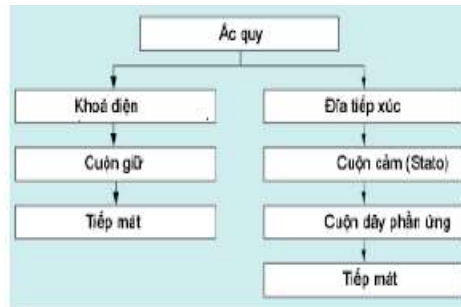 Ắc quy
Khoá điện
Cuộn giữ
Tiếp mát
Đĩa tiếp xúc
Cuộn cảm (Stato)
Cuộn dây phần ứng
Tiếp mát